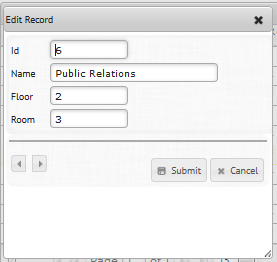 Edit Record
Id 6
Name Public Relations
Floor 2
Room 3
Submit Cancel